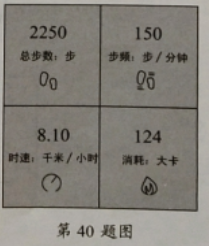 2250
总步数：步
150
步频：步/分钟
8.10
时速：千米/小时
124
消耗：大卡
第 40 题图